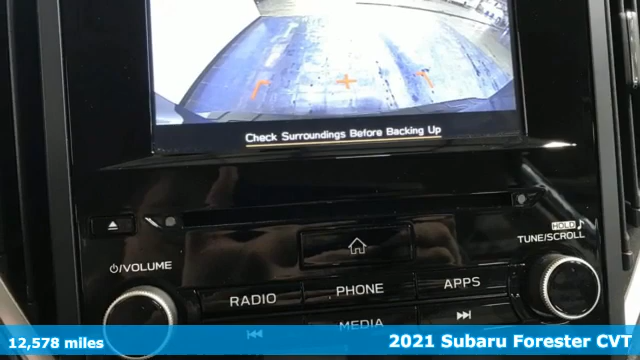 Check Surroundings Before Backing Up
HOLD
TUNE/SCROLL
/VOLUME
RADIO
PHONE
APPS
MEDIA
12,578 miles
2021 Subaru Forester CVT